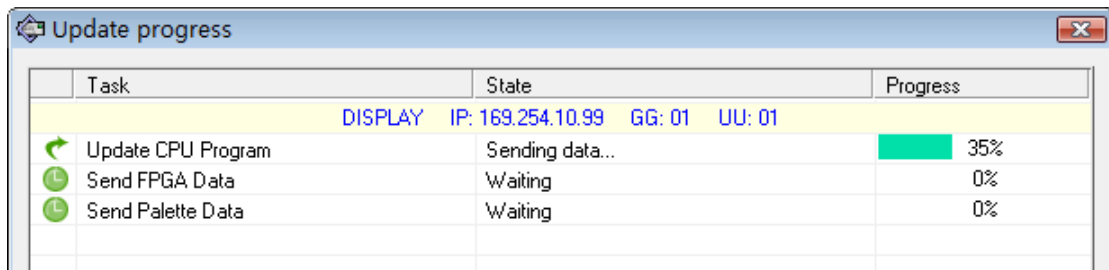 Update progress
Task State Progress
DISPLAY IP: 169.254.10.99 GG: 01 UU: 01
Update CPU Program Sending data... 35%
Send FPGA Data Waiting 0%
Send Palette Data Waiting 0%